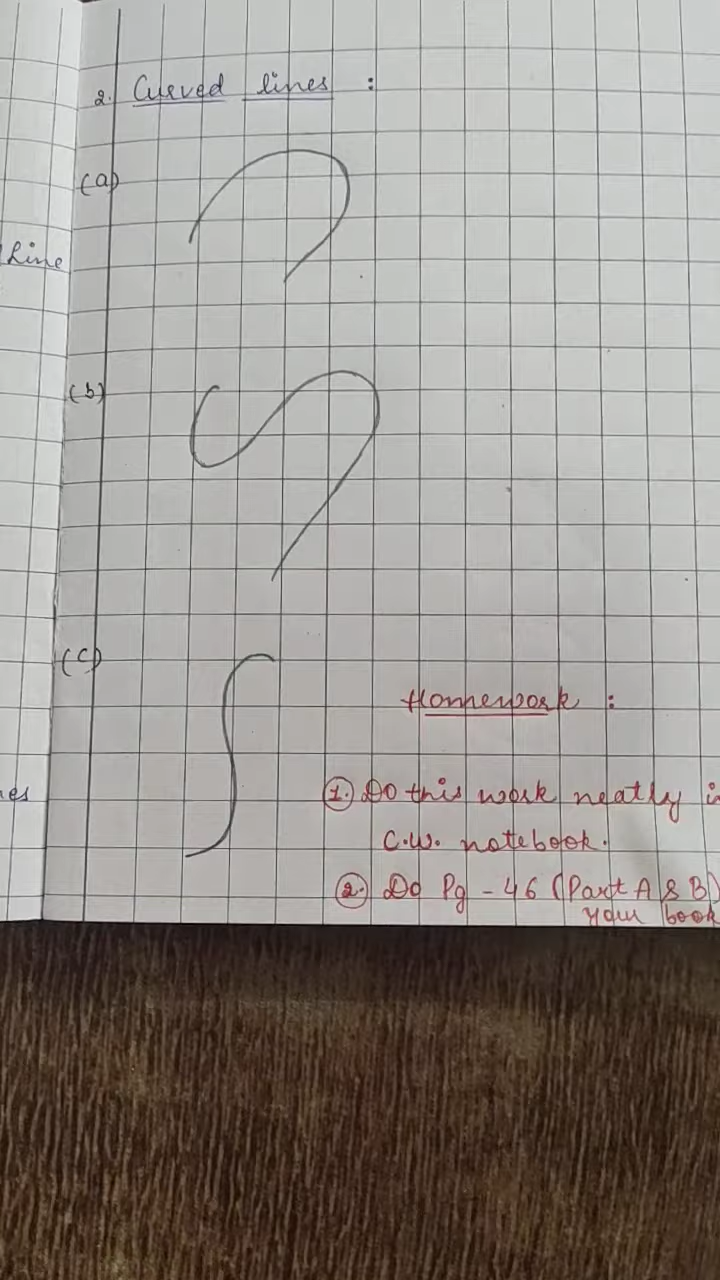 2. Curved lines :
(a)
Line
(b)
(c)
Homework :
1. Do this work neatly in
C.W. notebook.
2. Do Pg - 46 (Part A & B)
your book